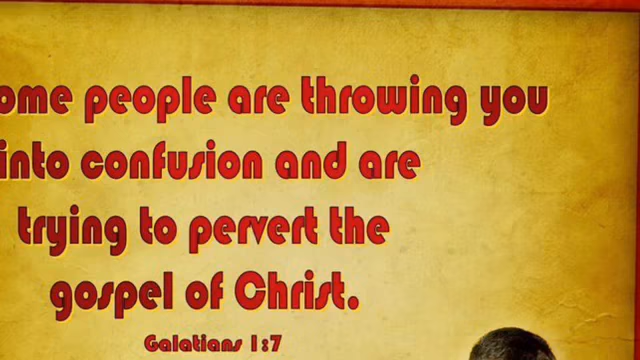 ome people are throwing you
into confusion and are
trying to pervert the
gospel of Christ.
Galatians 1:7